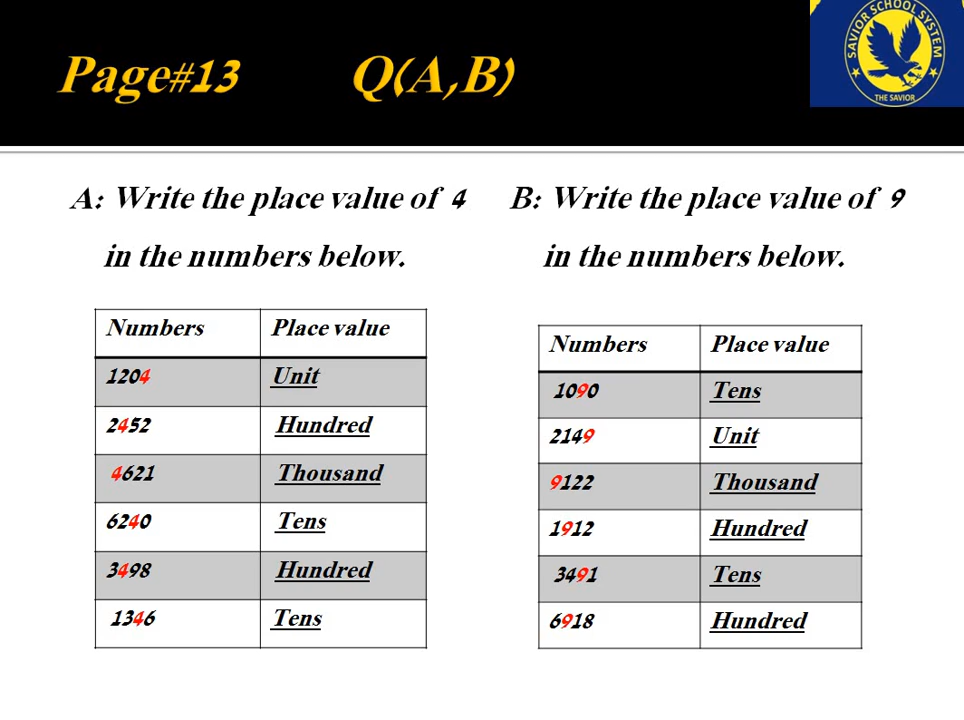 Page#13 Q(A,B)
SAVIOR SCHOOL SYSTEM
THE SAVIOR
A: Write the place value of 4
in the numbers below.
Numbers Place value
1204 Unit
2452 Hundred
4621 Thousand
6240 Tens
3498 Hundred
1346 Tens
B: Write the place value of 9
in the numbers below.
Numbers Place value
1090 Tens
2149 Unit
9122 Thousand
1912 Hundred
3491 Tens
6918 Hundred